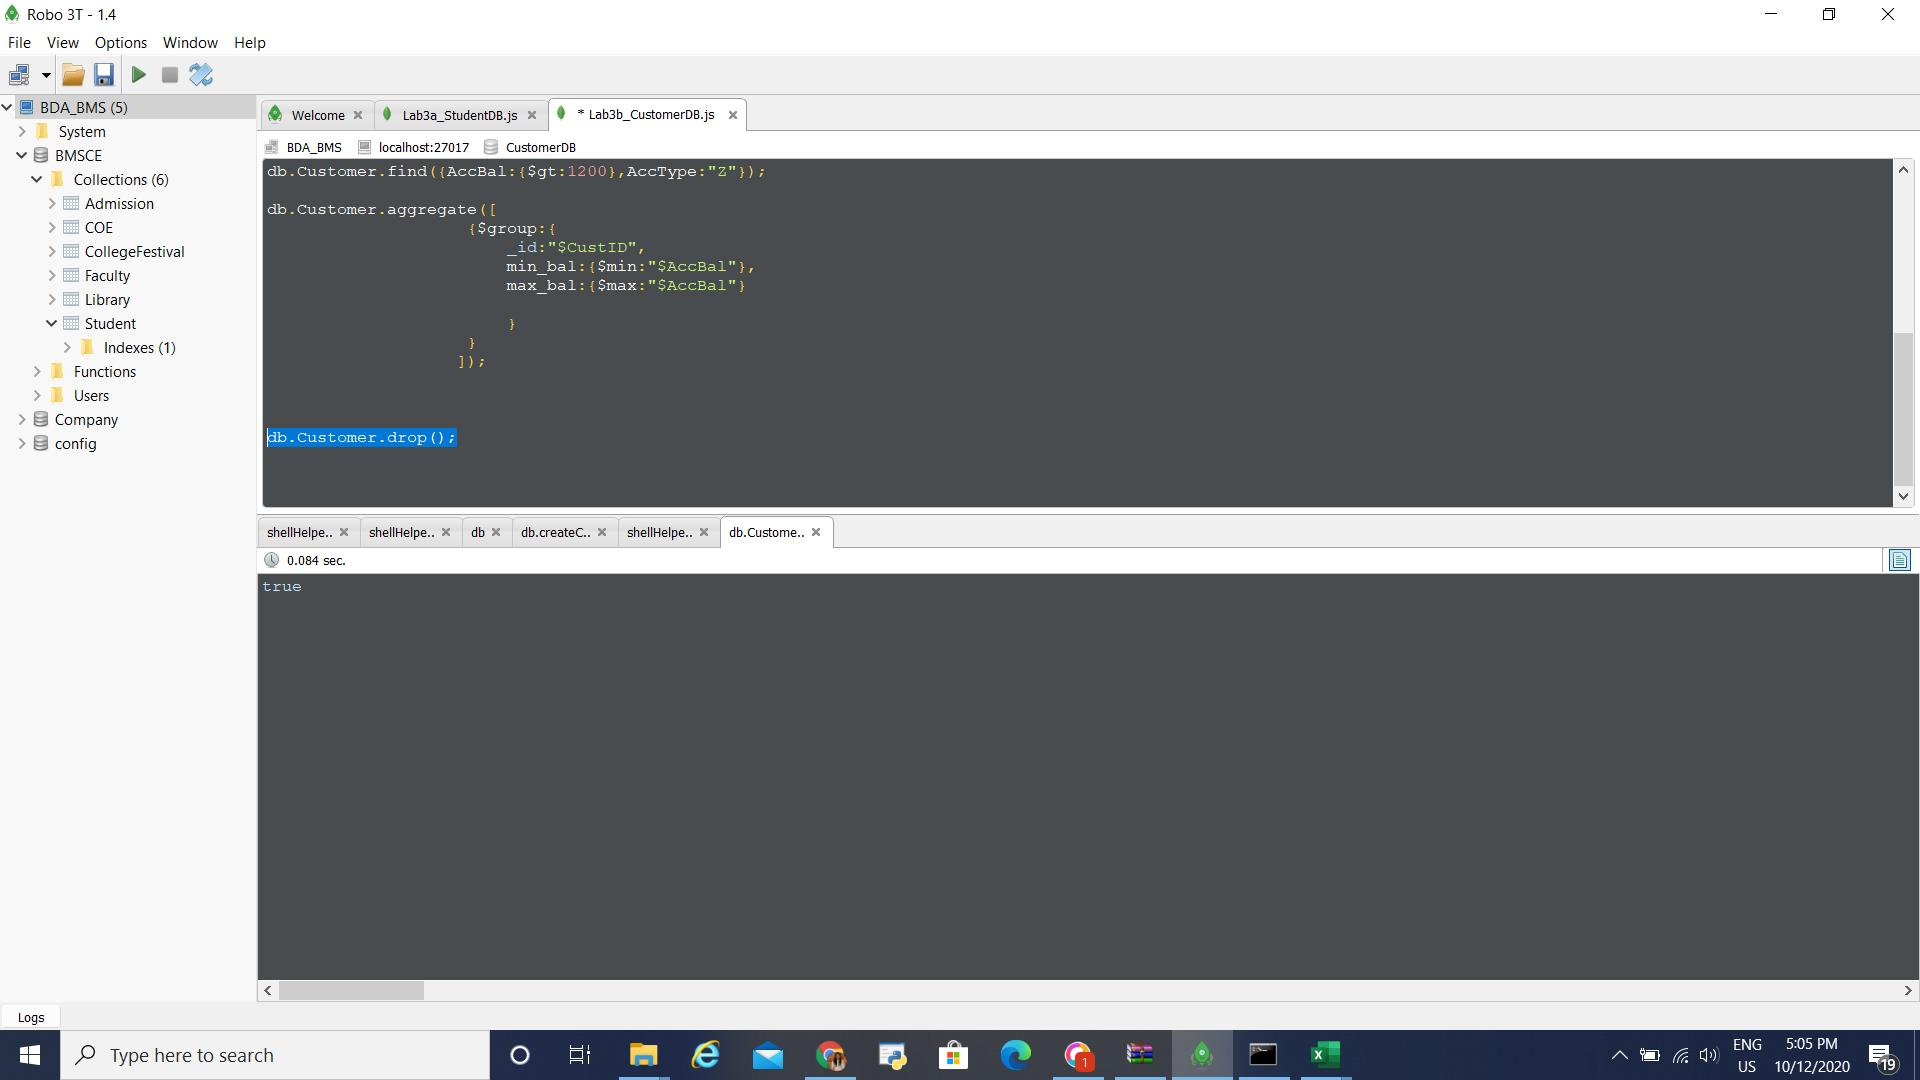 Robo 3T - 1.4
File View Options Window Help
BDA_BMS (5)
System
BMSCE
Collections (6)
Admission
COE
CollegeFestival
Faculty
Library
Student
Indexes (1)
Functions
Users
Company
config
Welcome
Lab3a_StudentDB.js
* Lab3b_CustomerDB.js
BDA_BMS localhost:27017 CustomerDB
db.Customer.find({AccBal:{$gt:1200},AccType:"Z"});
db.Customer.aggregate([
{$group:{
_id:"$CustID",
min_bal:{$min:"$AccBal"},
max_bal:{$max:"$AccBal"}
}
}
]);
db.Customer.drop();
shellHelpe.. shellHelpe.. db db.createC.. shellHelpe.. db.Custome..
0.084 sec.
true
Logs
Type here to search
1
ENG
US
5:05 PM
10/12/2020
19